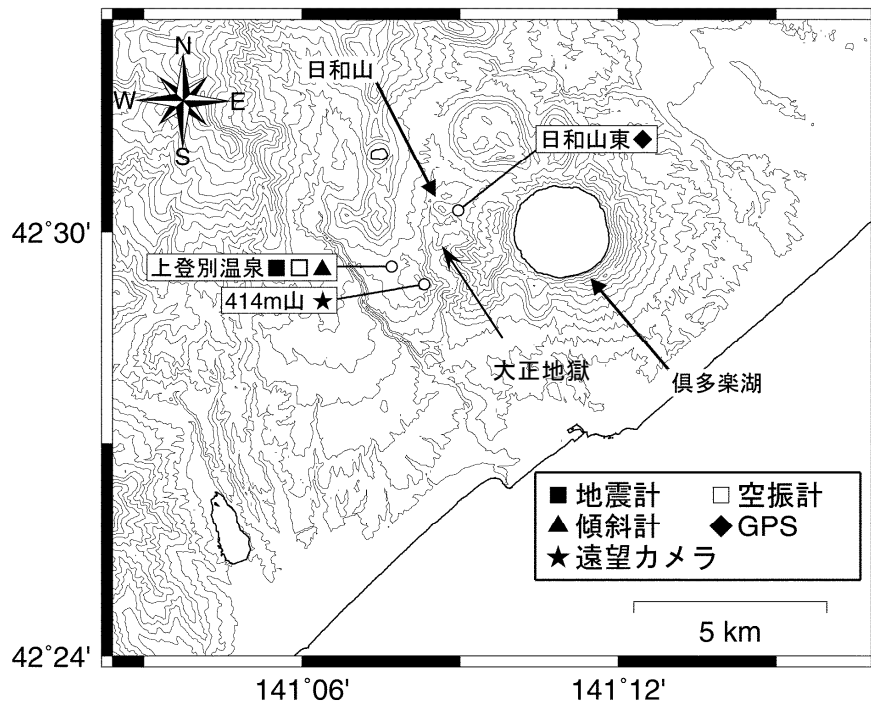 N
W E
S
日和山
日和山東◆
42˚30'
上登別温泉■□▲
414m山 ★
大正地獄
倶多楽湖
■ 地震計 □ 空振計
▲ 傾斜計 ◆ GPS
★ 遠望カメラ
5 km
42˚24'
141˚06' 141˚12'